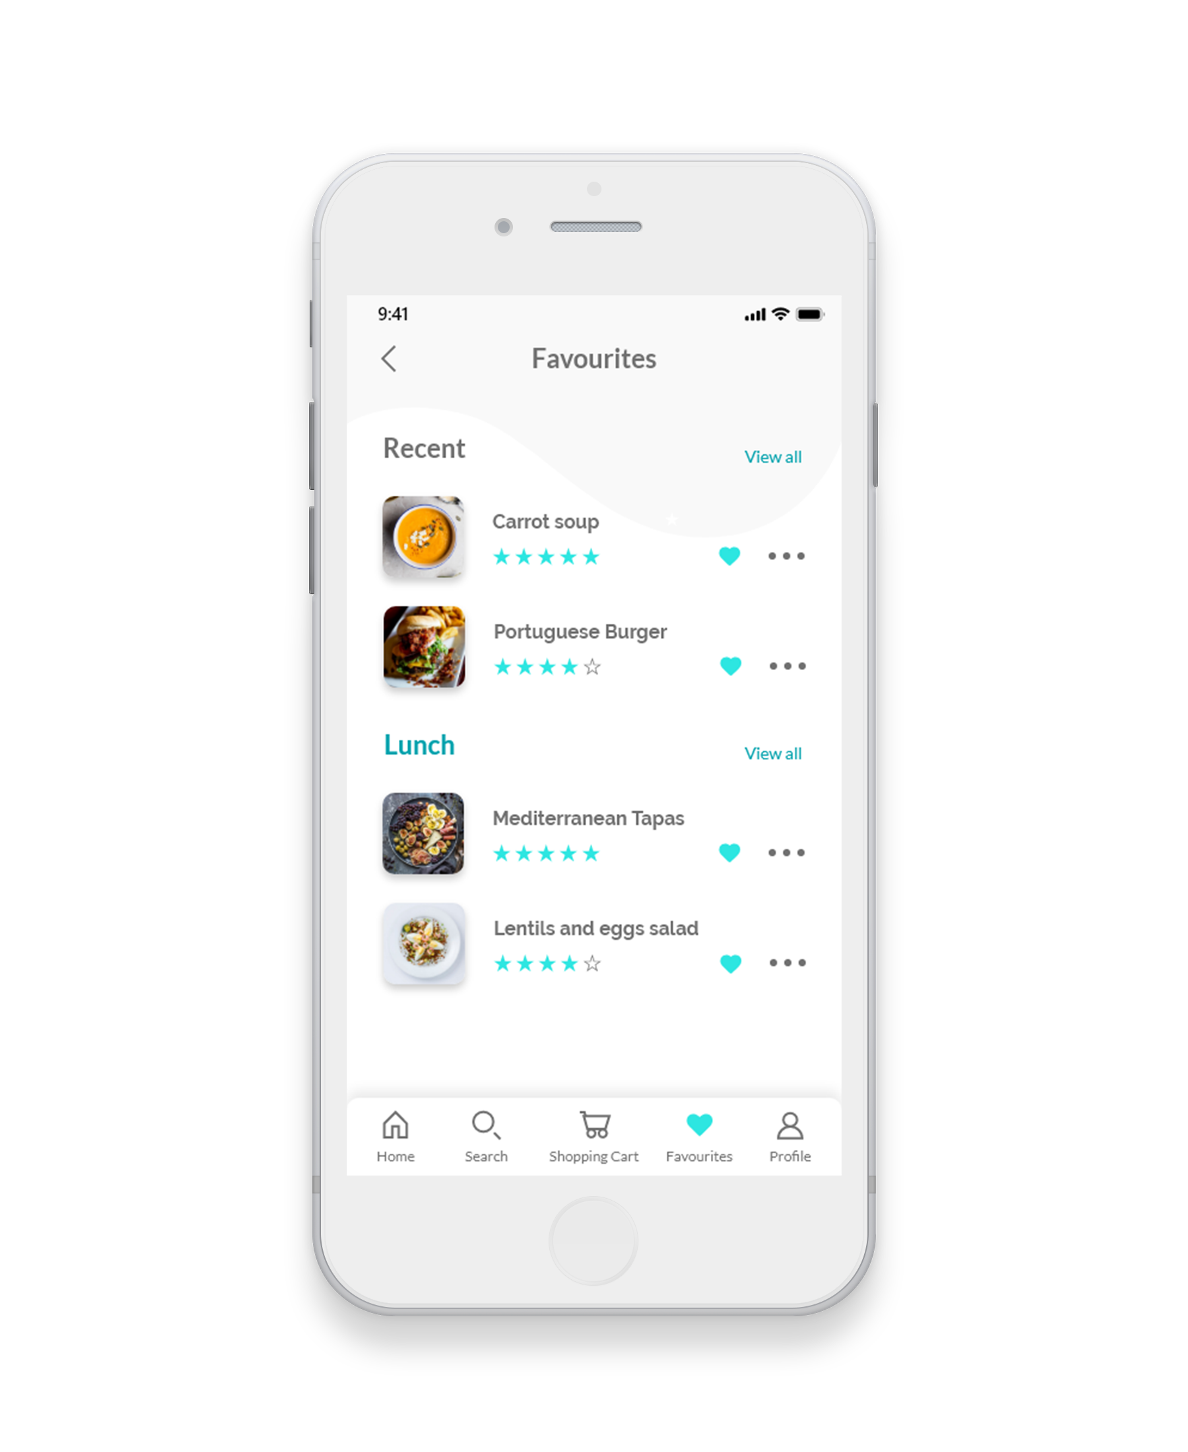 9:41
Favourites
Recent
View all
Carrot soup
Portuguese Burger
Lunch
View all
Mediterranean Tapas
Lentils and eggs salad
Home Search Shopping Cart Favourites Profile